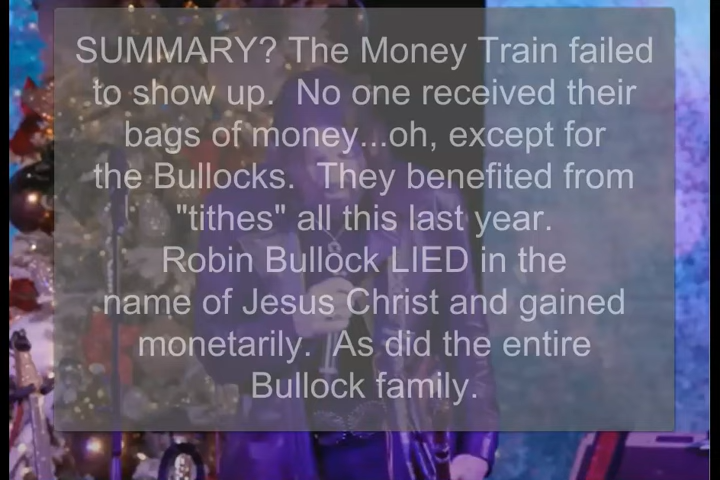 SUMMARY? The Money Train failed
to show up.  No one received their
bags of money...oh, except for
the Bullocks.  They benefited from
"tithes" all this last year.
Robin Bullock LIED in the
name of Jesus Christ and gained
monetarily.  As did the entire
Bullock family.